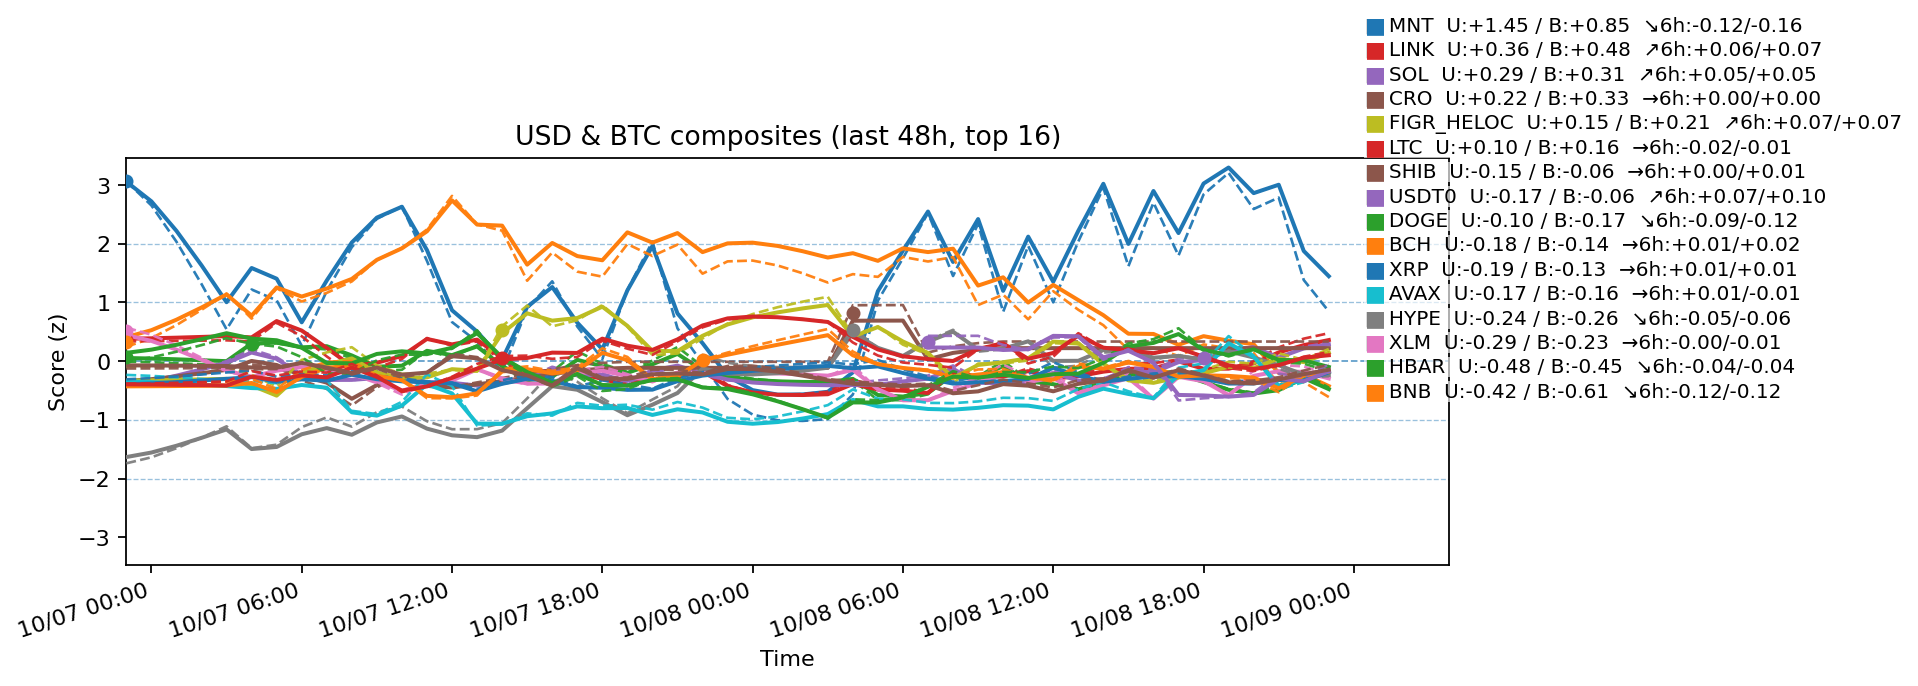 MNT U:+1.45 / B:+0.85 ↘6h:-0.12/-0.16
LINK U:+0.36 / B:+0.48 ↗6h:+0.06/+0.07
SOL U:+0.29 / B:+0.31 ↗6h:+0.05/+0.05
CRO U:+0.22 / B:+0.33 →6h:+0.00/+0.00
FIGR_HELOC U:+0.15 / B:+0.21 ↗6h:+0.07/+0.07
LTC U:+0.10 / B:+0.16 →6h:-0.02/-0.01
SHIB U:-0.15 / B:-0.06 →6h:+0.00/+0.01
USDT0 U:-0.17 / B:-0.06 ↗6h:+0.07/+0.10
DOGE U:-0.10 / B:-0.17 ↘6h:-0.09/-0.12
BCH U:-0.18 / B:-0.14 →6h:+0.01/+0.02
XRP U:-0.19 / B:-0.13 →6h:+0.01/+0.01
AVAX U:-0.17 / B:-0.16 →6h:+0.01/-0.01
HYPE U:-0.24 / B:-0.26 ↘6h:-0.05/-0.06
XLM U:-0.29 / B:-0.23 →6h:-0.00/-0.01
HBAR U:-0.48 / B:-0.45 ↘6h:-0.04/-0.04
BNB U:-0.42 / B:-0.61 ↘6h:-0.12/-0.12
USD & BTC composites (last 48h, top 16)
Score (z)
3
2
1
0
−1
−2
−3
10/07 00:00
10/07 06:00
10/07 12:00
10/07 18:00
10/08 00:00
10/08 06:00
10/08 12:00
10/08 18:00
10/09 00:00
Time